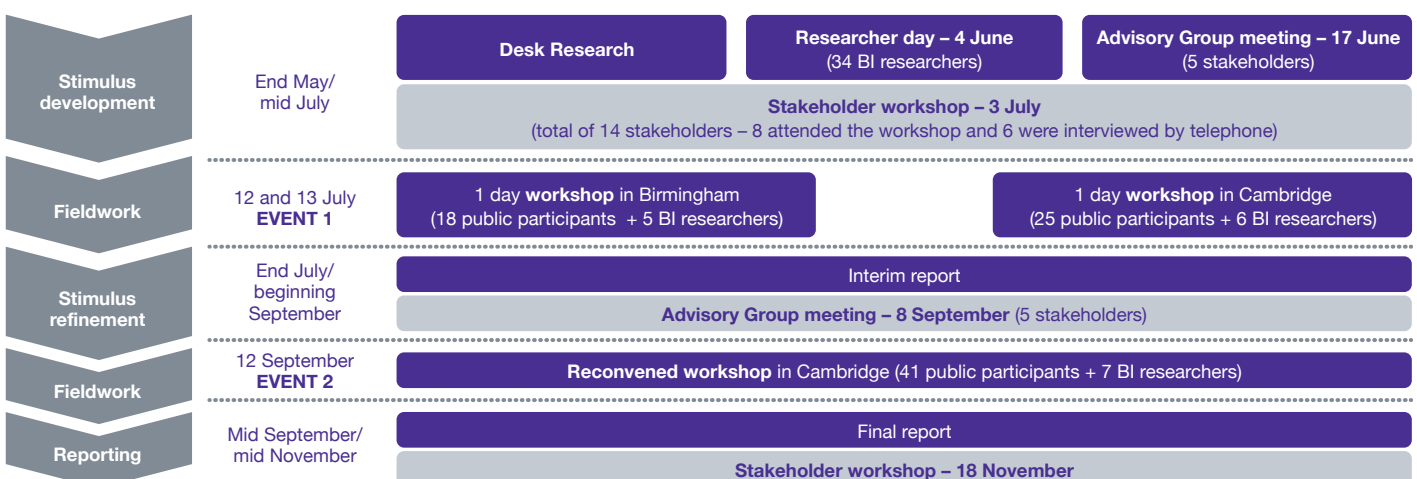 Stimulus
development
End May/
mid July
Desk Research
Researcher day – 4 June
(34 BI researchers)
Advisory Group meeting – 17 June
(5 stakeholders)
Stakeholder workshop – 3 July
(total of 14 stakeholders – 8 attended the workshop and 6 were interviewed by telephone)
Fieldwork
12 and 13 July
EVENT 1
1 day workshop in Birmingham
(18 public participants + 5 BI researchers)
1 day workshop in Cambridge
(25 public participants + 6 BI researchers)
Stimulus
refinement
End July/
beginning
September
Interim report
Advisory Group meeting – 8 September (5 stakeholders)
Fieldwork
12 September
EVENT 2
Reconvened workshop in Cambridge (41 public participants + 7 BI researchers)
Reporting
Mid September/
mid November
Final report
Stakeholder workshop – 18 November